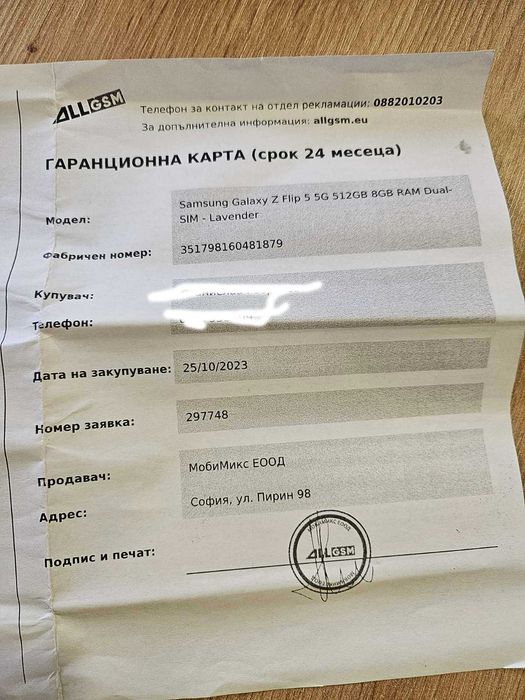 ALLGSM
Телефон за контакт на отдел рекламации: 0882010203
За допълнителна информация: allgsm.eu
ГАРАНЦИОННА КАРТА (срок 24 месеца)
Модел:
Samsung Galaxy Z Flip 5 5G 512GB 8GB RAM Dual-
SIM - Lavender
Фабричен номер:
351798160481879
Купувач:
Телефон:
Дата на закупуване:
25/10/2023
Номер заявка:
297748
Продавач:
МобиМикс ЕООД
Адрес:
София, ул. Пирин 98
Подпис и печат:
МОБИМИКС ЕООД
ALLGSM